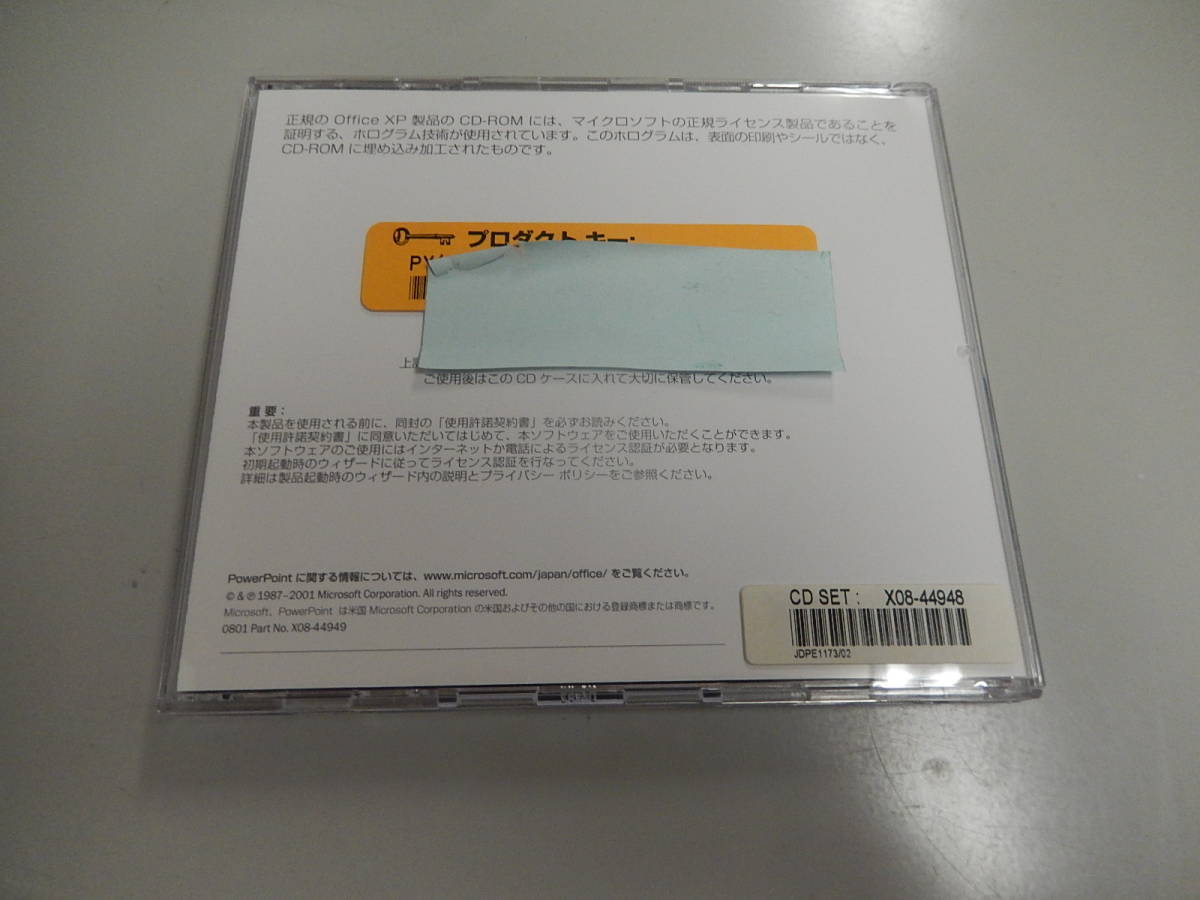 正規の Office XP 製品の CD-ROM には、マイクロソフトの正規ライセンス製品であることを
証明する、ホログラム技術が使用されています。このホログラムは、表面の印刷やシールではなく、
CD-ROM に埋め込み加工されたものです。
プロダクト キー:
ご使用後はこの CD ケースに入れて大切に保管してください。
重要：
本製品を使用される前に、同封の「使用許諾契約書」を必ずお読みください。
「使用許諾契約書」に同意いただいてはじめて、本ソフトウェアをご使用いただくことができます。
本ソフトウェアのご使用にはインターネットか電話によるライセンス認証が必要となります。
初期起動時のウィザードに従ってライセンス認証を行なってください。
詳細は製品起動時のウィザード内の説明とプライバシー ポリシーをご参照ください。
PowerPoint に関する情報については、www.microsoft.com/japan/office/ をご覧ください。
© & ℗ 1987–2001 Microsoft Corporation. All rights reserved.
Microsoft、PowerPoint は米国 Microsoft Corporation の米国およびその他の国における登録商標または商標です。
0801 Part No. X08-44949
CD SET : X08-44948
JDPE1173/02